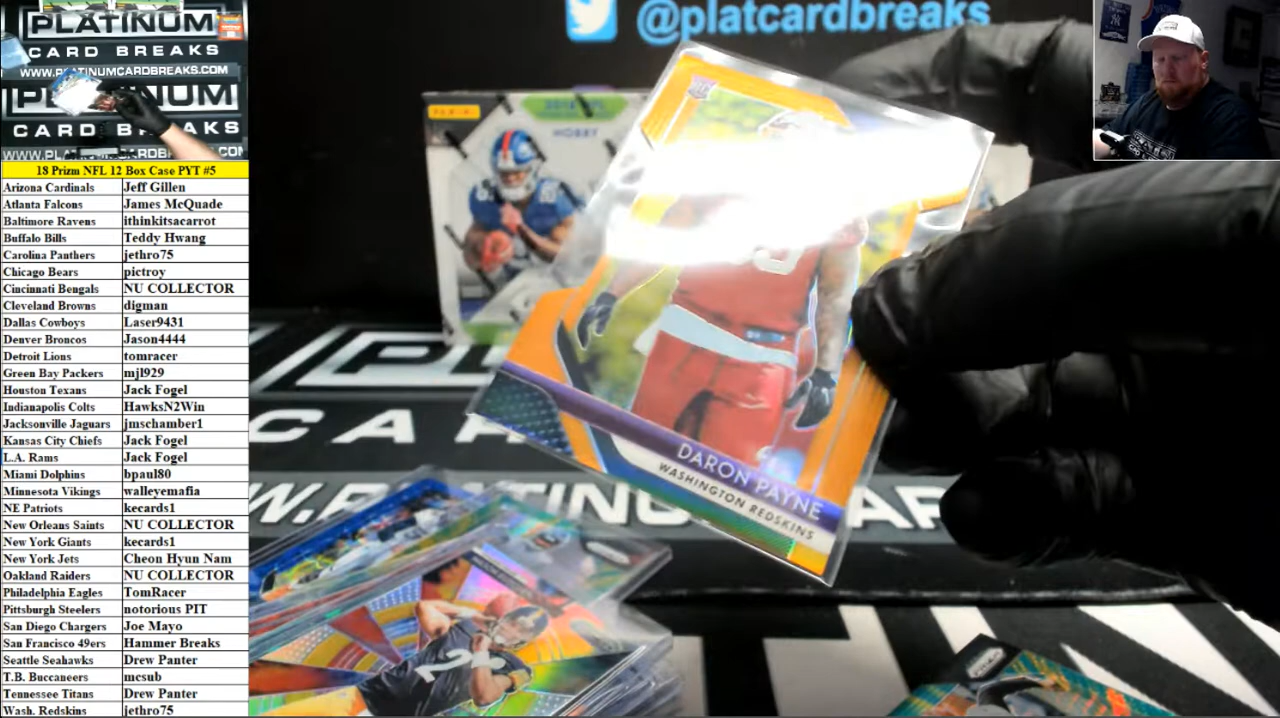 PLATINUM
CARD BREAKS
WWW.PLATINUMCARDBREAKS.COM
@platcardbreaks
18 Prizm NFL 12 Box Case PYT #5
Arizona Cardinals Jeff Gillen
Atlanta Falcons James McQuade
Baltimore Ravens ithinkitsacarrot
Buffalo Bills Teddy Hwang
Carolina Panthers jethro75
Chicago Bears pictroy
Cincinnati Bengals NU COLLECTOR
Cleveland Browns digman
Dallas Cowboys Laser9431
Denver Broncos Jason4444
Detroit Lions tomracer
Green Bay Packers mjl929
Houston Texans Jack Fogel
Indianapolis Colts HawksN2Win
Jacksonville Jaguars jmschamber1
Kansas City Chiefs Jack Fogel
L.A. Rams Jack Fogel
Miami Dolphins bpaul80
Minnesota Vikings walleyemafia
NE Patriots kecards1
New Orleans Saints NU COLLECTOR
New York Giants kecards1
New York Jets Cheon Hyun Nam
Oakland Raiders NU COLLECTOR
Philadelphia Eagles TomRacer
Pittsburgh Steelers notorious PIT
San Diego Chargers Joe Mayo
San Francisco 49ers Hammer Breaks
Seattle Seahawks Drew Panter
T.B. Buccaneers mcsub
Tennessee Titans Drew Panter
Wash. Redskins jethro75
HOBBY
DARON PAYNE
WASHINGTON REDSKINS
CA
W.PLATINU